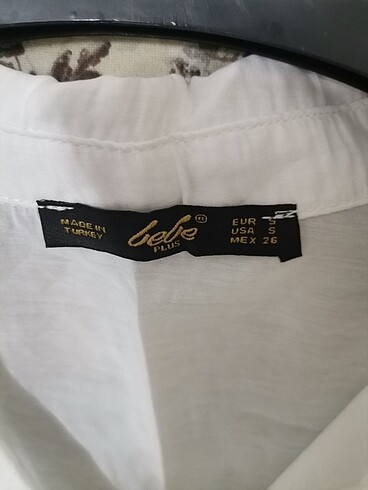 MADE IN
TURKEY
bebe
PLUS
EUR S
USA S
MEX 26